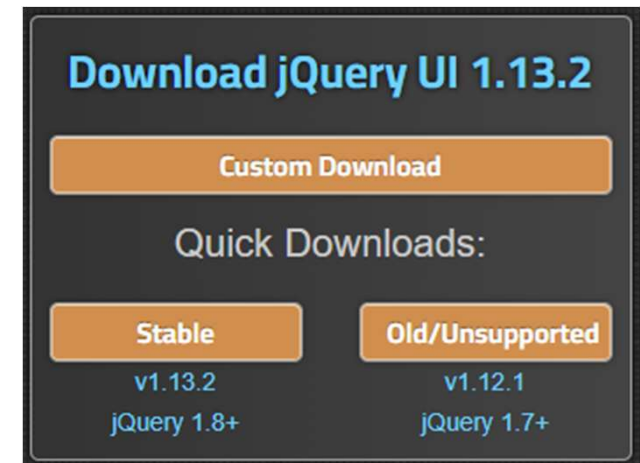 Download jQuery UI 1.13.2
Custom Download
Quick Downloads:
Stable
Old/Unsupported
v1.13.2
v1.12.1
jQuery 1.8+
jQuery 1.7+